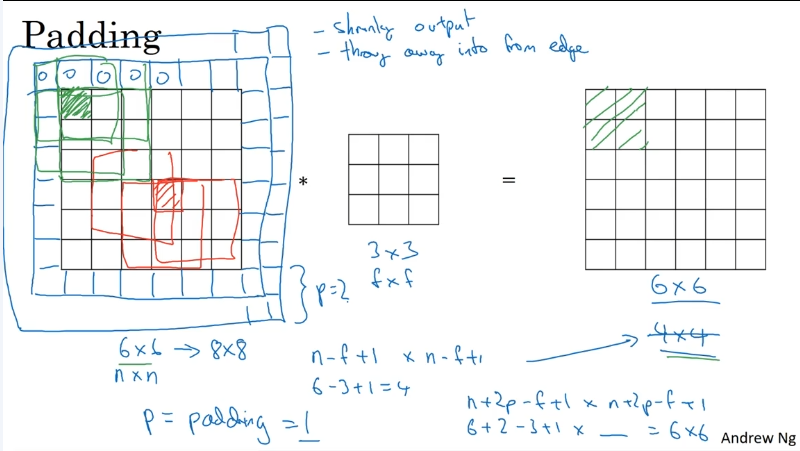 Padding
- shrinky output
- throw away info from edge
0 0 0 0 0
*
=
3 × 3
f × f
6 × 6
4 × 4
p = 2
6 × 6 → 8 × 8
n × n
n - f + 1 × n - f + 1
6 - 3 + 1 = 4
p = padding = 1
n + 2p - f + 1 × n + 2p - f + 1
6 + 2 - 3 + 1 × __ = 6 × 6
Andrew Ng